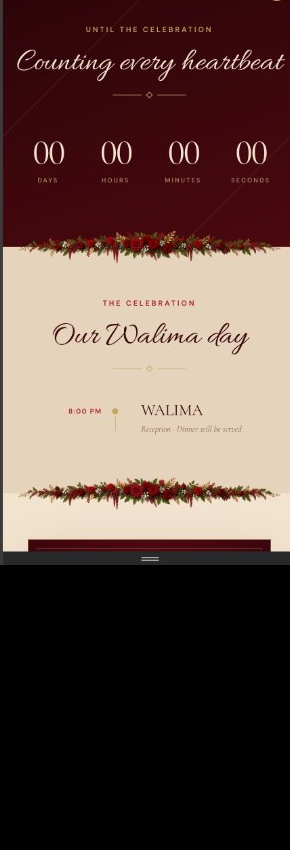 UNTIL THE CELEBRATION
Counting every heartbeat
00 00 00 00
DAYS HOURS MINUTES SECONDS
THE CELEBRATION
Our Walima day
8:00 PM WALIMA
Reception · Dinner will be served